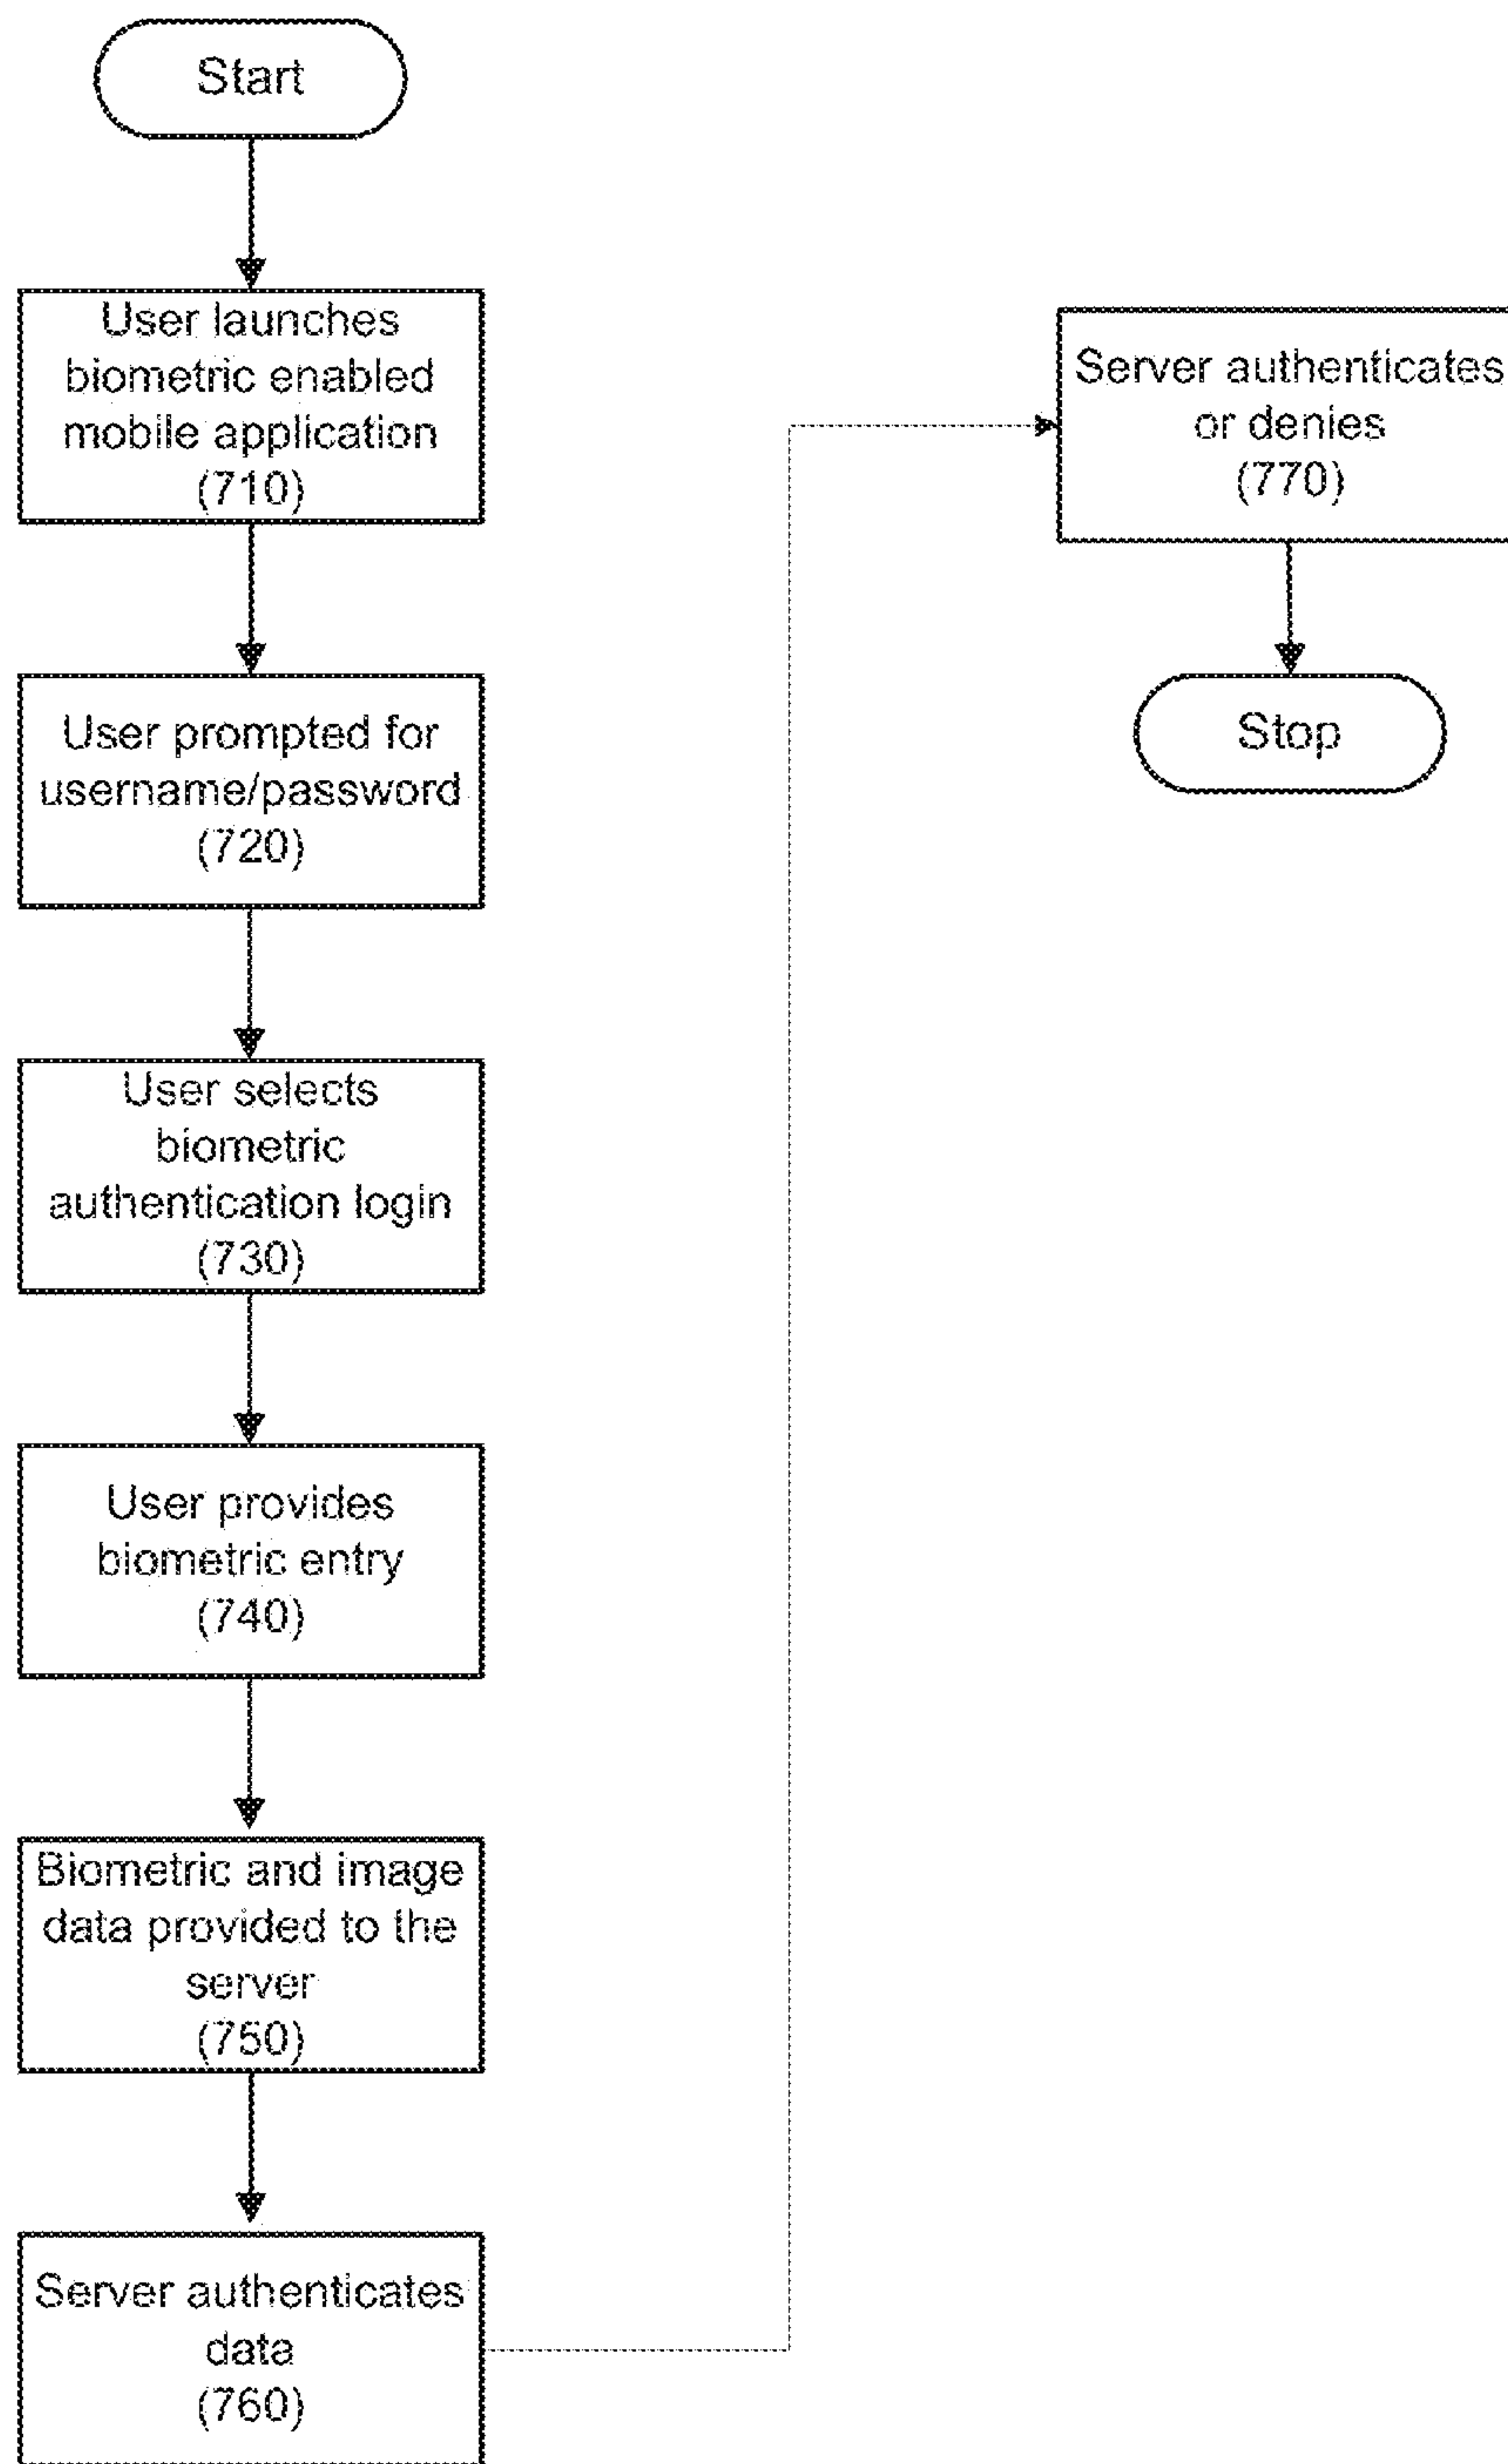 Start
User launches
biometric enabled
mobile application
(710)
User prompted for
username/password
(720)
User selects
biometric
authentication login
(730)
User provides
biometric entry
(740)
Biometric and image
data provided to the
server
(750)
Server authenticates
data
(760)
Server authenticates
or denies
(770)
Stop